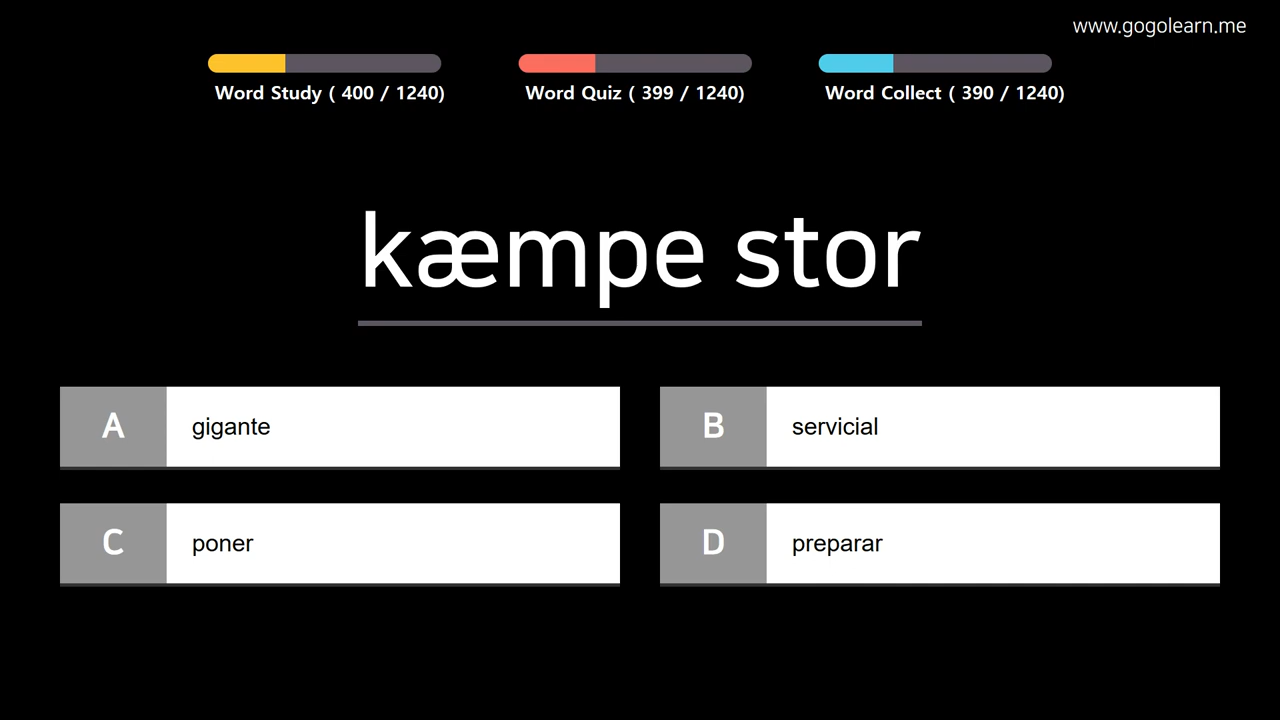 www.gogolearn.me
Word Study ( 400 / 1240)
Word Quiz ( 399 / 1240)
Word Collect ( 390 / 1240)
kæmpe stor
A gigante
B servicial
C poner
D preparar